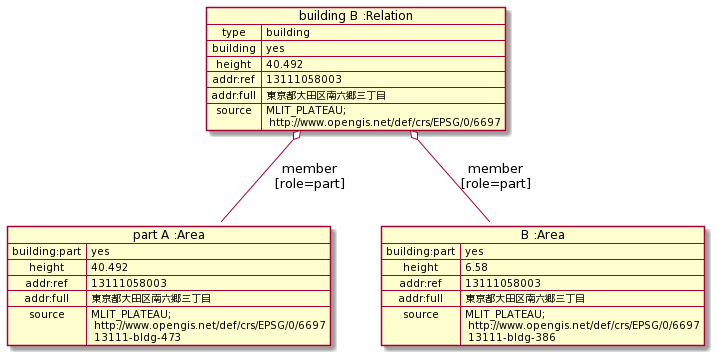 building B :Relation
type building
building yes
height 40.492
addr:ref 13111058003
addr:full 東京都大田区南六郷三丁目
source MLIT_PLATEAU;
http://www.opengis.net/def/crs/EPSG/0/6697
member
[role=part]
member
[role=part]
part A :Area
building:part yes
height 40.492
addr:ref 13111058003
addr:full 東京都大田区南六郷三丁目
source MLIT_PLATEAU;
http://www.opengis.net/def/crs/EPSG/0/6697
13111-bldg-473
B :Area
building:part yes
height 6.58
addr:ref 13111058003
addr:full 東京都大田区南六郷三丁目
source MLIT_PLATEAU;
http://www.opengis.net/def/crs/EPSG/0/6697
13111-bldg-386